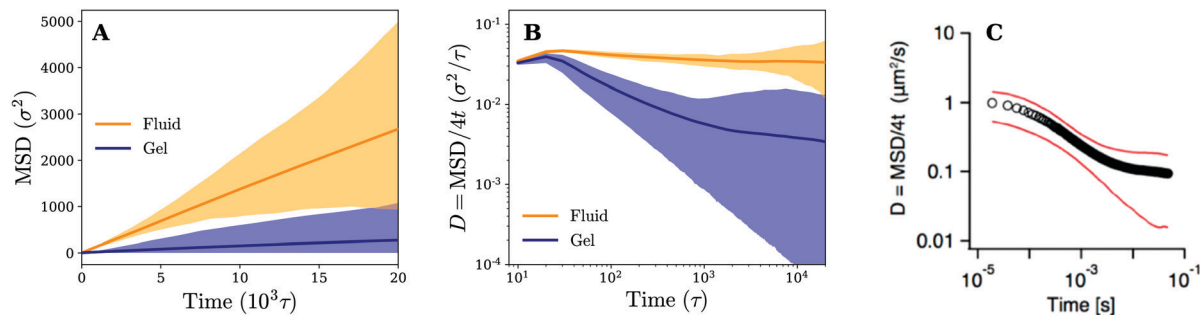 A
MSD (σ²)
5000
4000
3000
2000
1000
0
Fluid
Gel
0
5
10
15
20
Time (10³τ)
B
D = MSD/4t (σ²/τ)
10⁻¹
10⁻²
10⁻³
10⁻⁴
Fluid
Gel
10¹
10²
10³
10⁴
Time (τ)
C
D = MSD/4t (μm²/s)
10
1
0.1
0.01
10⁻⁵
10⁻³
10⁻¹
Time [s]